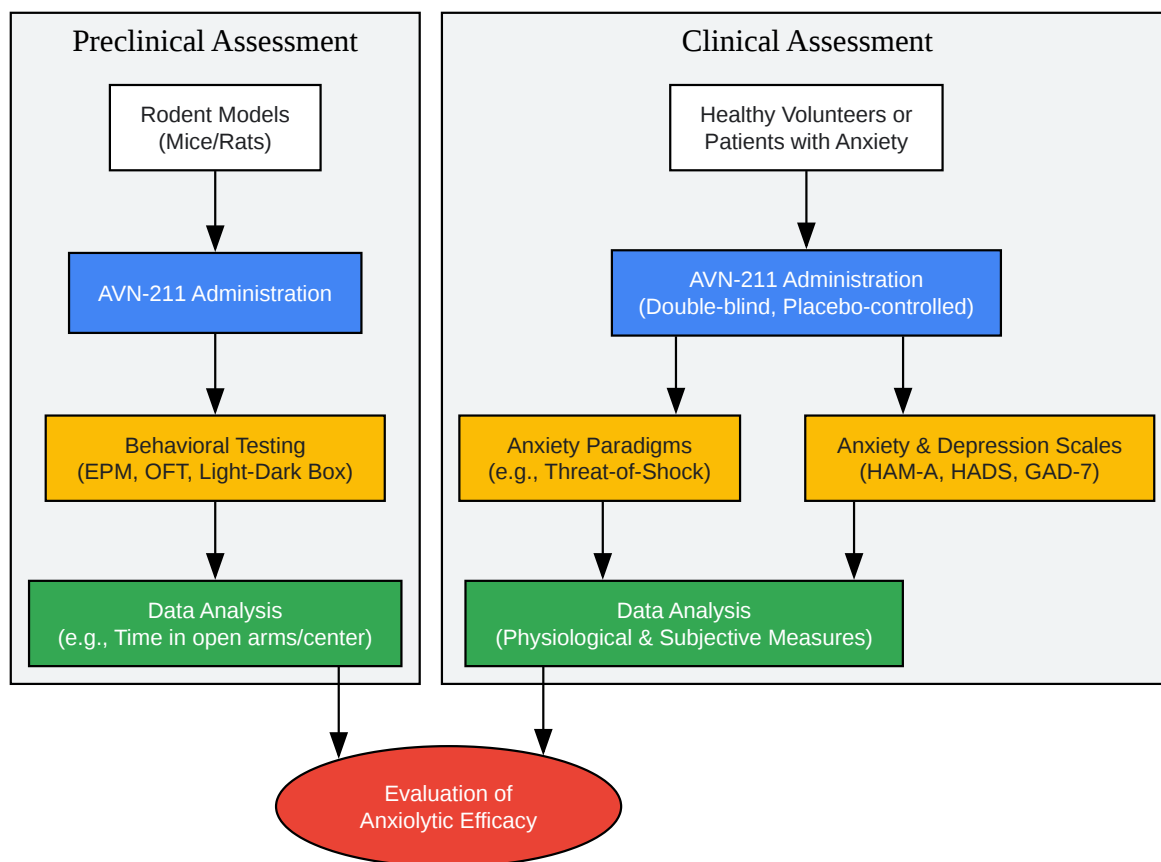 Preclinical Assessment
Rodent Models
(Mice/Rats)
AVN-211 Administration
Behavioral Testing
(EPM, OFT, Light-Dark Box)
Data Analysis
(e.g., Time in open arms/center)
Clinical Assessment
Healthy Volunteers or
Patients with Anxiety
AVN-211 Administration
(Double-blind, Placebo-controlled)
Anxiety Paradigms
(e.g., Threat-of-Shock)
Anxiety & Depression Scales
(HAM-A, HADS, GAD-7)
Data Analysis
(Physiological & Subjective Measures)
Evaluation of
Anxiolytic Efficacy